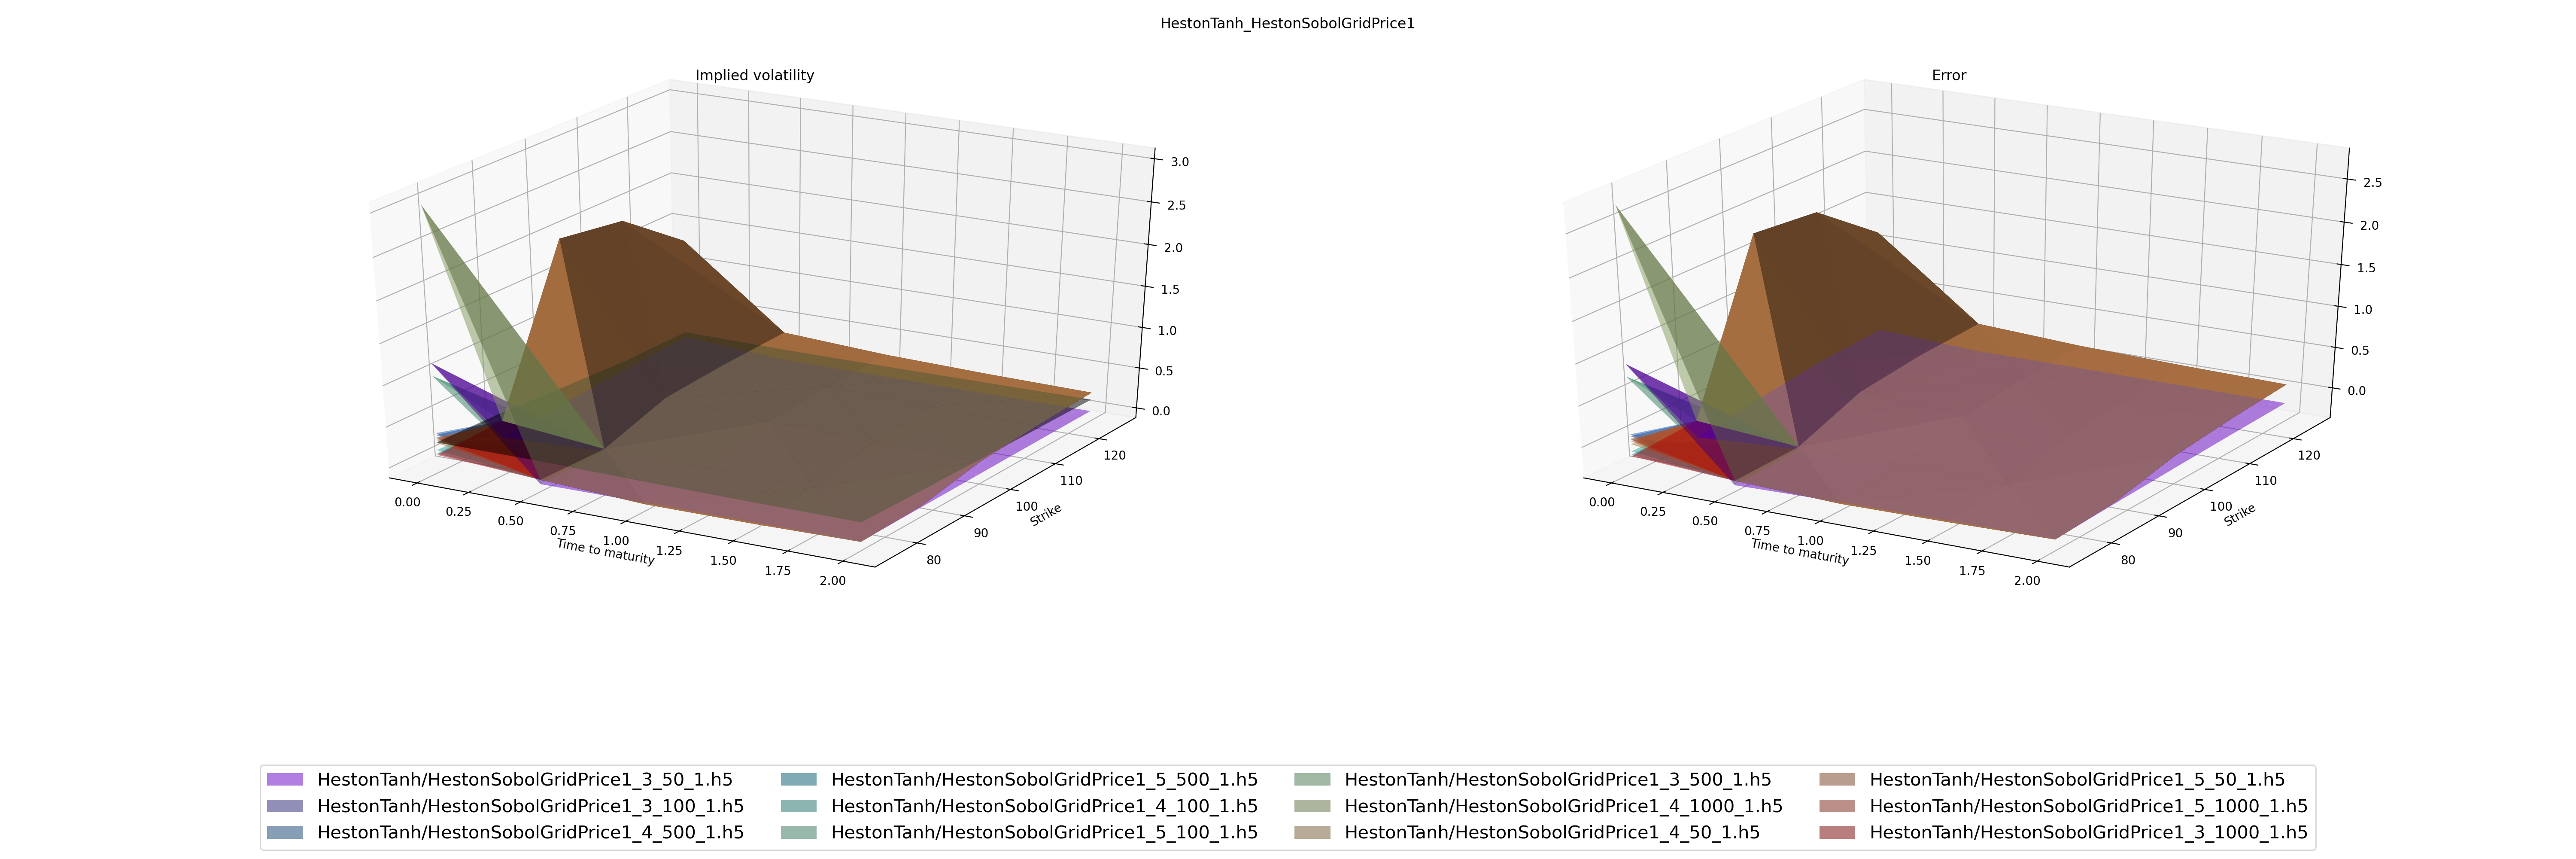 HestonTanh_HestonSobolGridPrice1
Implied volatility
3.0
2.5
2.0
1.5
1.0
0.5
0.0
0.00
0.25
0.50
0.75
1.00
1.25
1.50
1.75
2.00
Time to maturity
80
90
100
110
120
Strike
Error
2.5
2.0
1.5
1.0
0.5
0.0
0.00
0.25
0.50
0.75
1.00
1.25
1.50
1.75
2.00
Time to maturity
80
90
100
110
120
Strike
HestonTanh/HestonSobolGridPrice1_3_50_1.h5
HestonTanh/HestonSobolGridPrice1_3_100_1.h5
HestonTanh/HestonSobolGridPrice1_4_500_1.h5
HestonTanh/HestonSobolGridPrice1_5_500_1.h5
HestonTanh/HestonSobolGridPrice1_4_100_1.h5
HestonTanh/HestonSobolGridPrice1_5_100_1.h5
HestonTanh/HestonSobolGridPrice1_3_500_1.h5
HestonTanh/HestonSobolGridPrice1_4_1000_1.h5
HestonTanh/HestonSobolGridPrice1_4_50_1.h5
HestonTanh/HestonSobolGridPrice1_5_50_1.h5
HestonTanh/HestonSobolGridPrice1_5_1000_1.h5
HestonTanh/HestonSobolGridPrice1_3_1000_1.h5